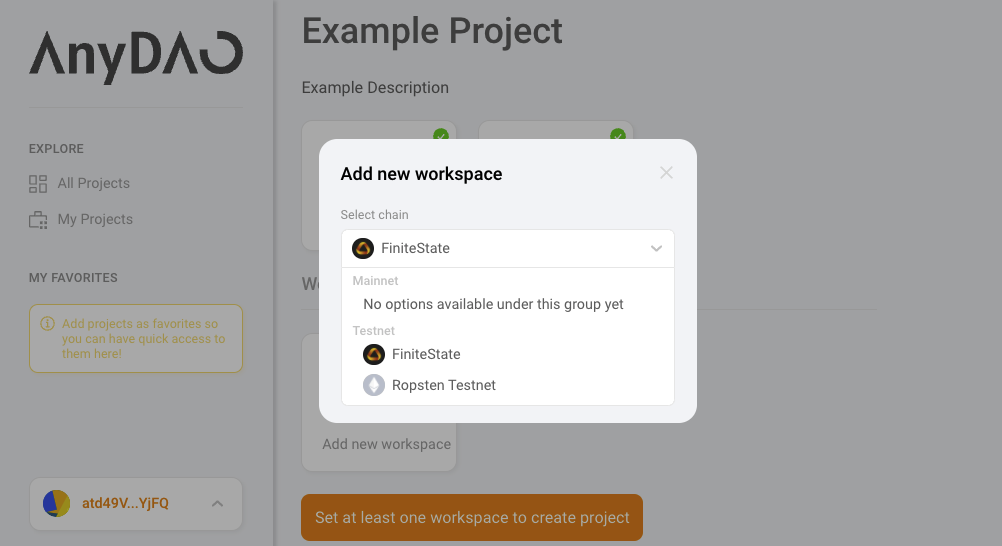 AnyDAO
EXPLORE
All Projects
My Projects
MY FAVORITES
Add projects as favorites so
you can have quick access to
them here!
atd49V...YjFQ
Example Project
Example Description
Add new workspace
Select chain
FiniteState
Mainnet
No options available under this group yet
Testnet
FiniteState
Ropsten Testnet
Add new workspace
Set at least one workspace to create project